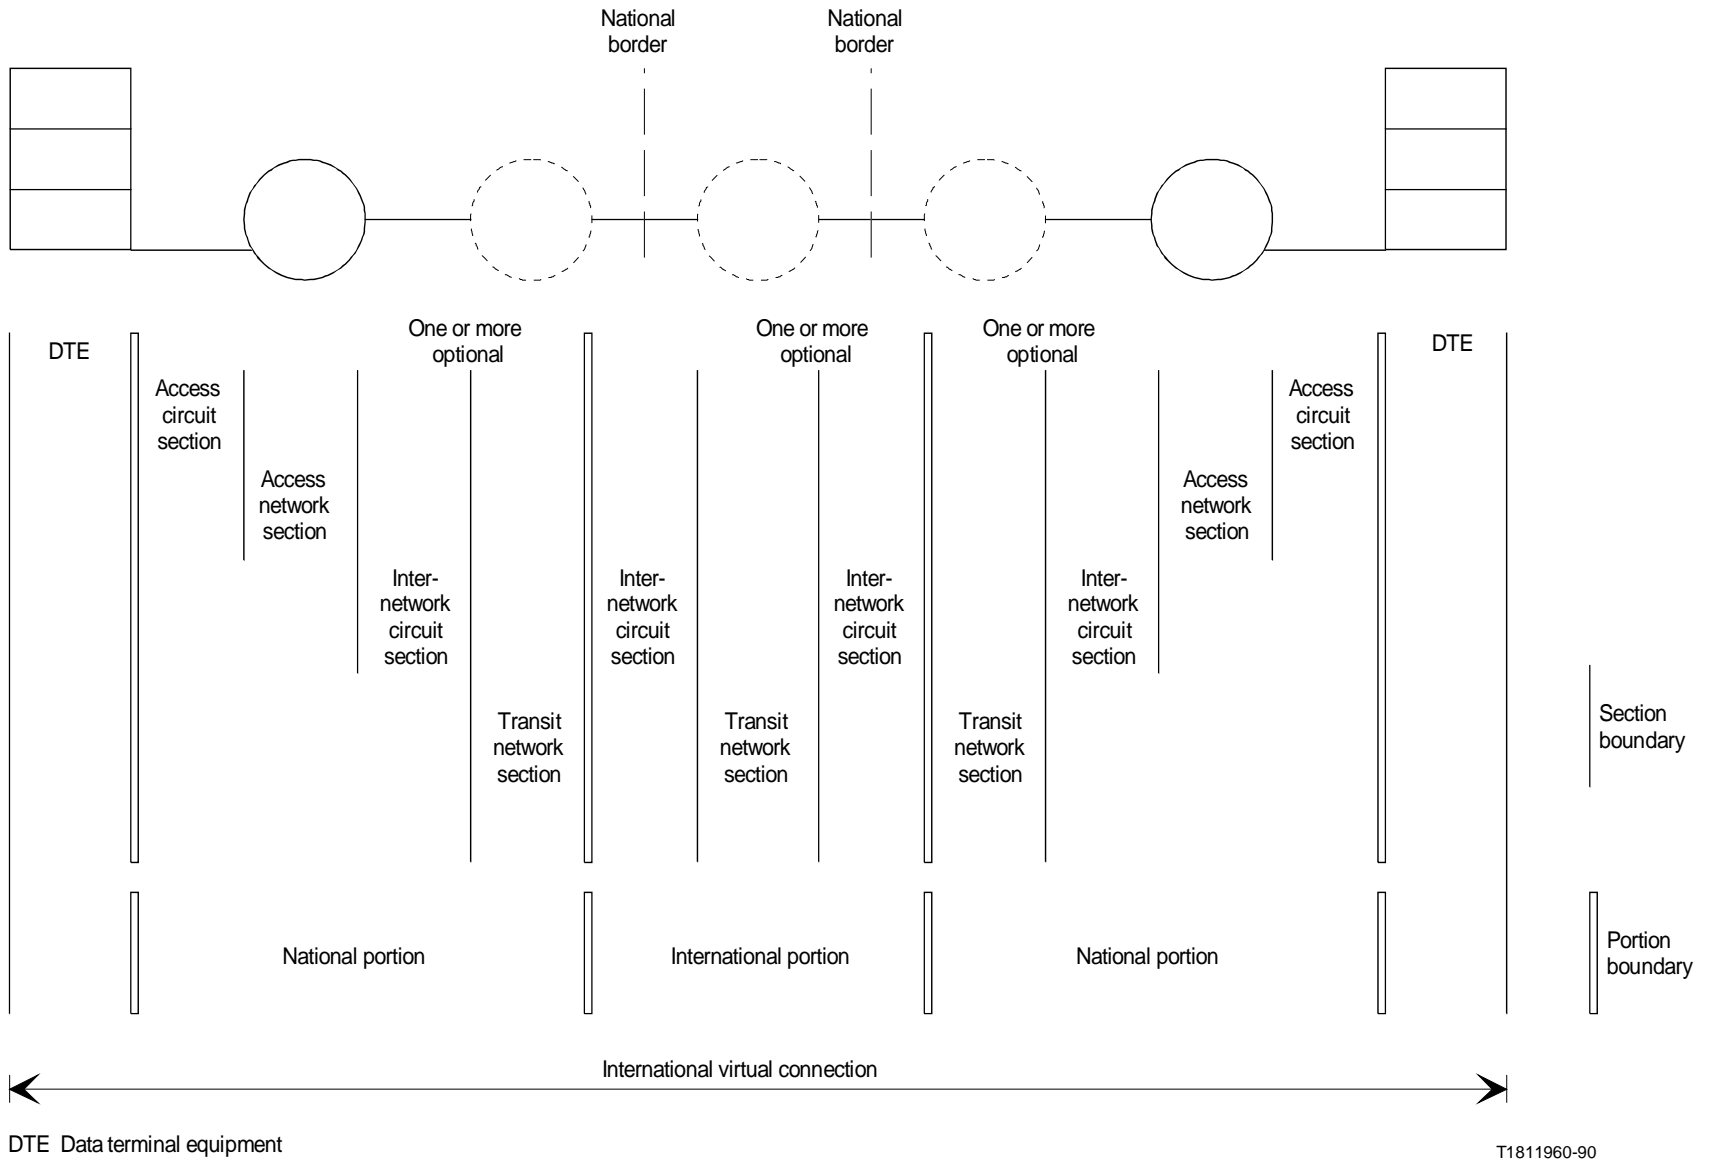 National
border
National
border
DTE
One or more
optional
One or more
optional
One or more
optional
DTE
Access
circuit
section
Access
circuit
section
Access
network
section
Access
network
section
Inter-
network
circuit
section
Inter-
network
circuit
section
Inter-
network
circuit
section
Inter-
network
circuit
section
Transit
network
section
Transit
network
section
Transit
network
section
Section
boundary
National portion
International portion
National portion
Portion
boundary
International virtual connection
DTE Data terminal equipment
T1811960-90